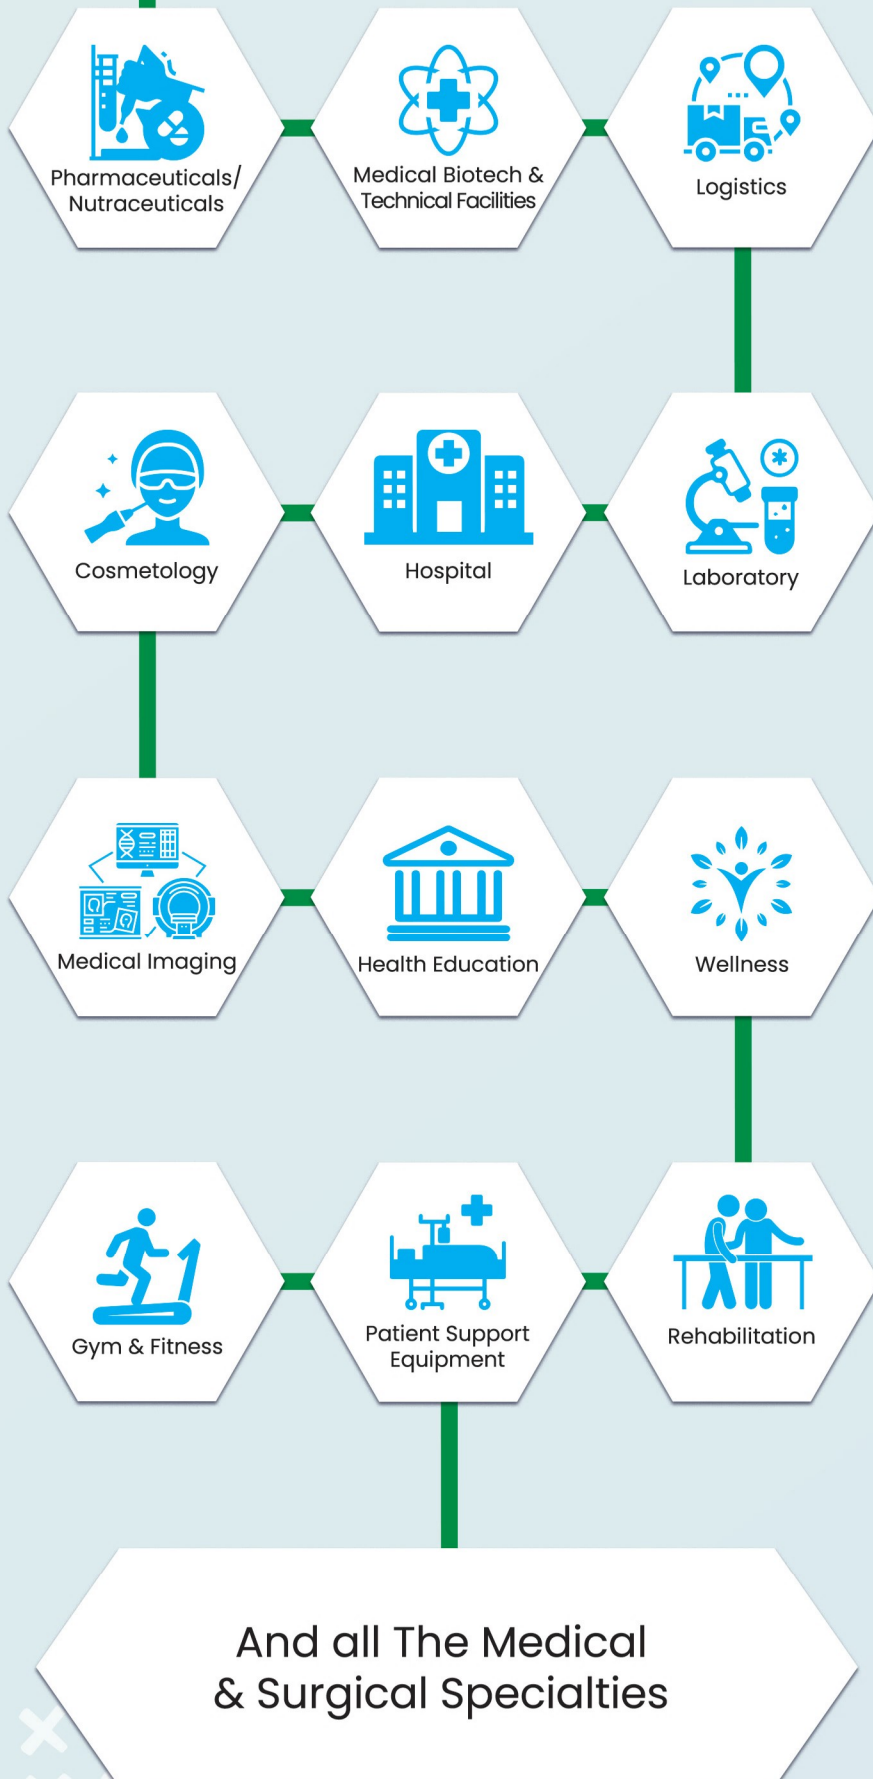 Pharmaceuticals/
Nutraceuticals
Medical Biotech &
Technical Facilities
Logistics
Cosmetology
Hospital
Laboratory
Medical Imaging
Health Education
Wellness
Gym & Fitness
Patient Support
Equipment
Rehabilitation
And all The Medical
& Surgical Specialties